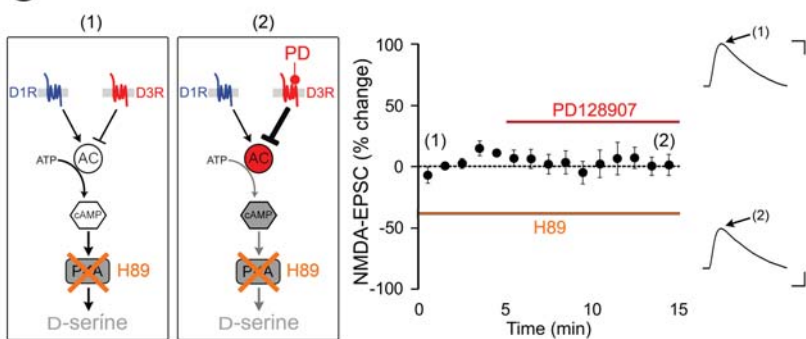 (1)
(2)
PD
D1R
D3R
D1R
D3R
ATP
AC
ATP
AC
cAMP
cAMP
PKA
H89
PKA
H89
D-serine
D-serine
NMDA-EPSC (% change)
100
50
0
-50
-100
PD128907
(1)
(2)
H89
0
5
10
15
Time (min)
(1)
(2)